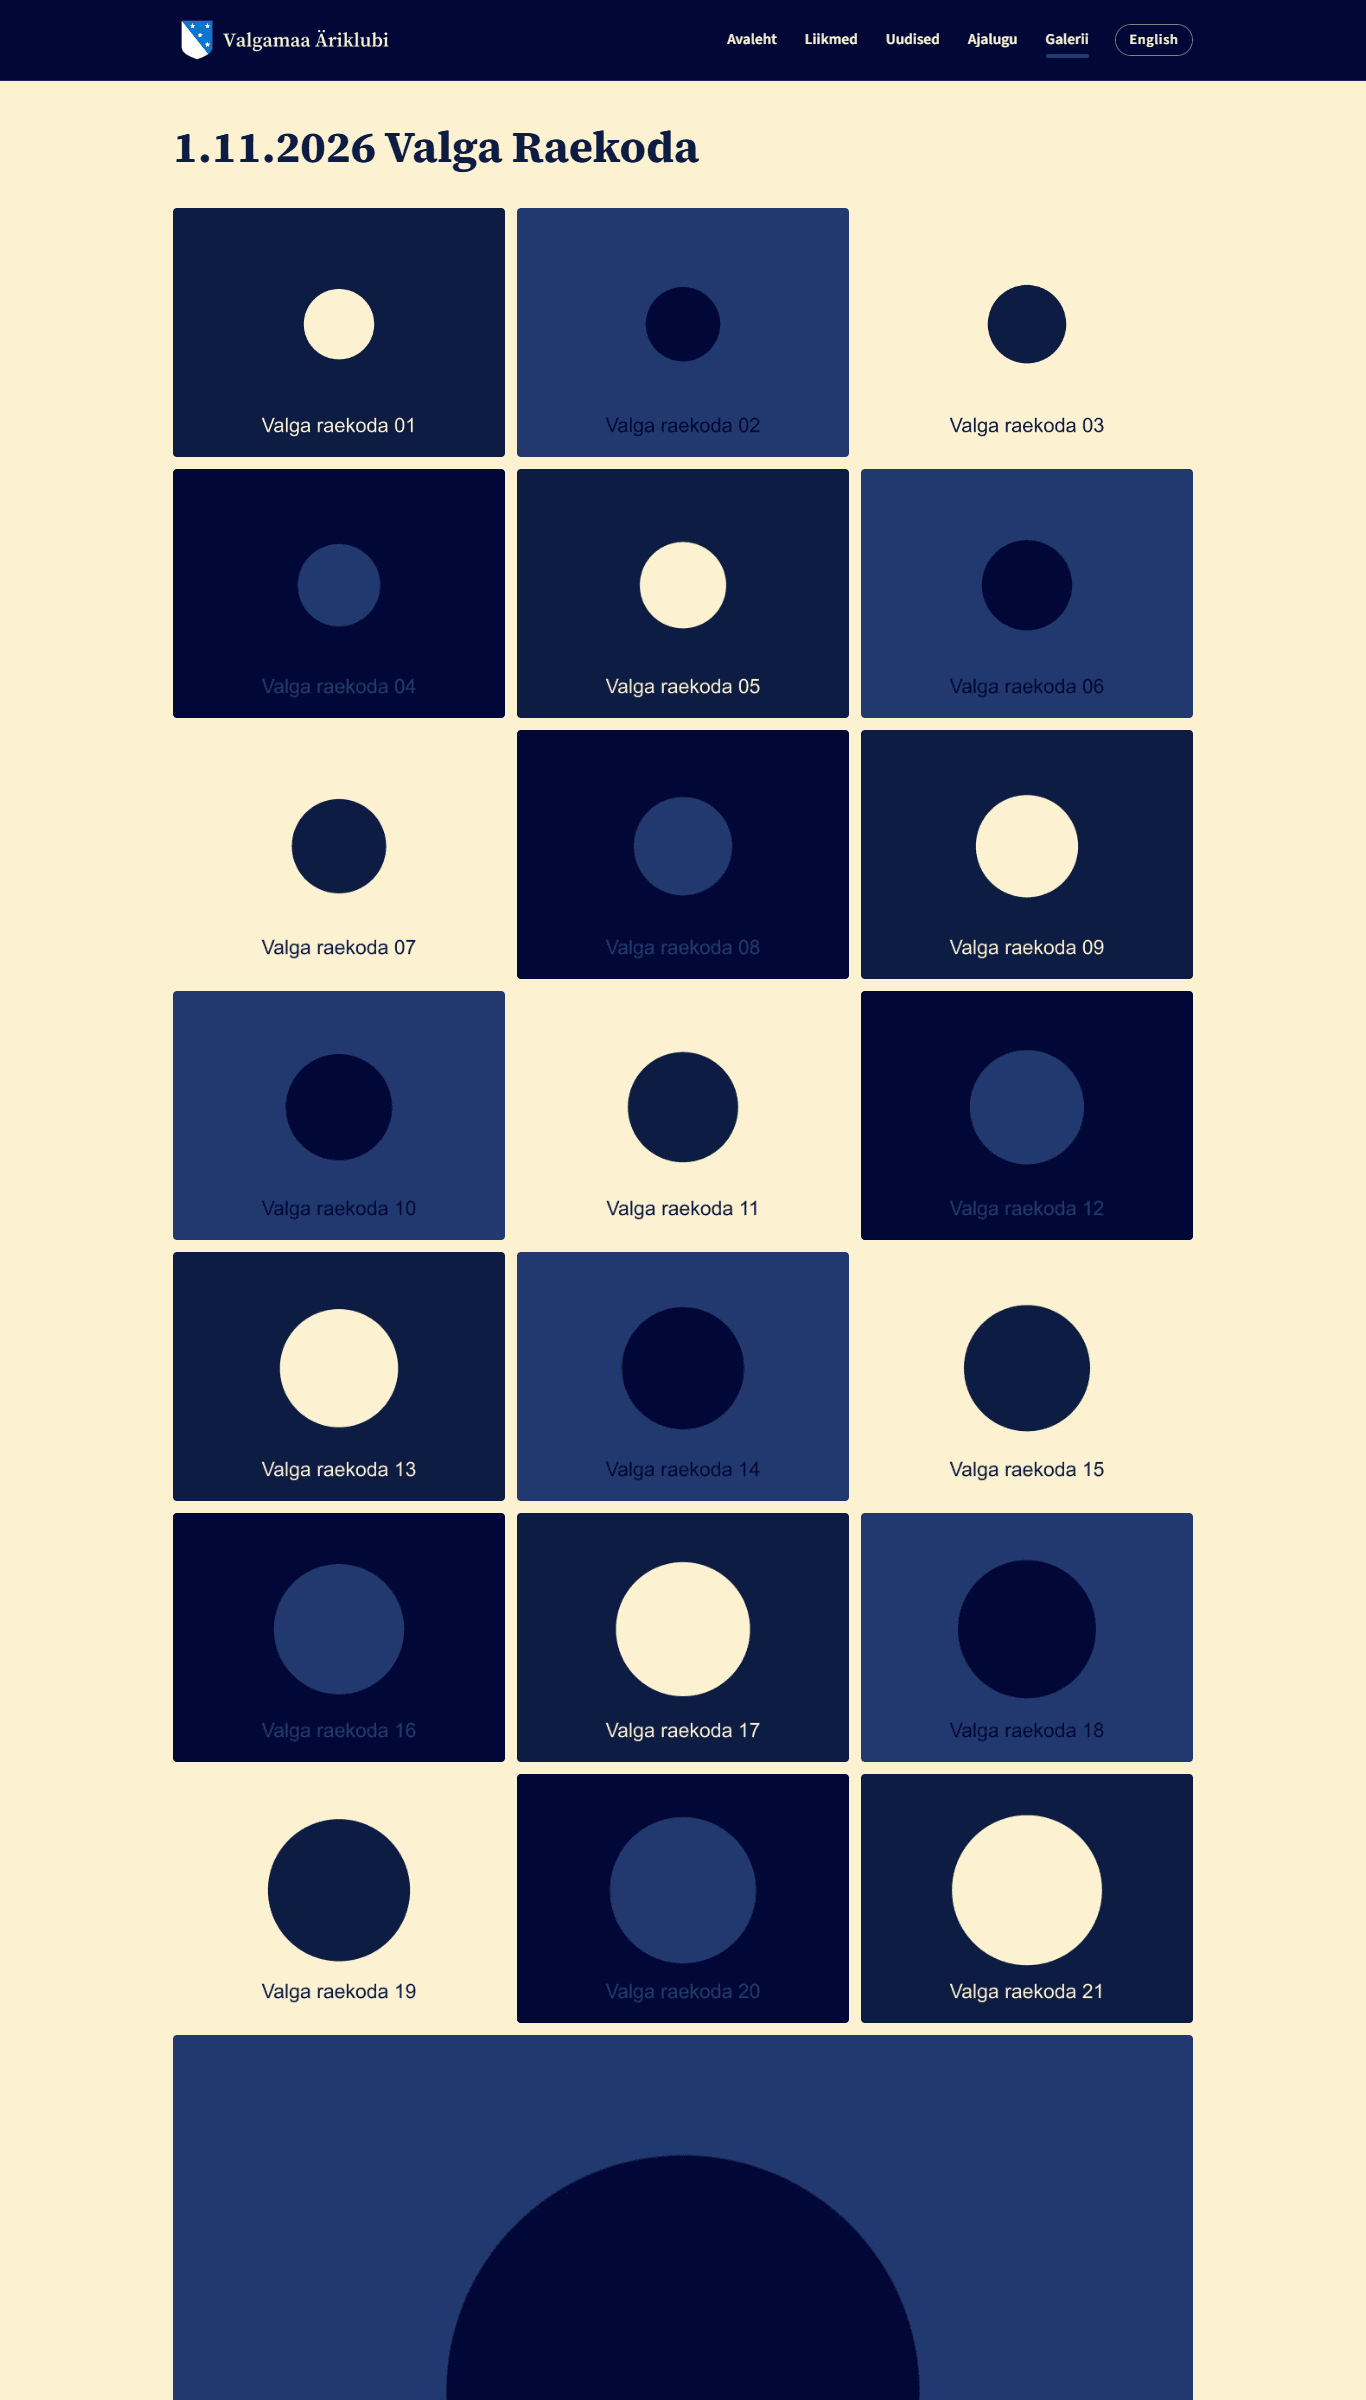 Valgamaa Äriklubi
Avaleht Liikmed Uudised Ajalugu Galerii English
1.11.2026 Valga Raekoda
Valga raekoda 01
Valga raekoda 02
Valga raekoda 03
Valga raekoda 04
Valga raekoda 05
Valga raekoda 06
Valga raekoda 07
Valga raekoda 08
Valga raekoda 09
Valga raekoda 10
Valga raekoda 11
Valga raekoda 12
Valga raekoda 13
Valga raekoda 14
Valga raekoda 15
Valga raekoda 16
Valga raekoda 17
Valga raekoda 18
Valga raekoda 19
Valga raekoda 20
Valga raekoda 21